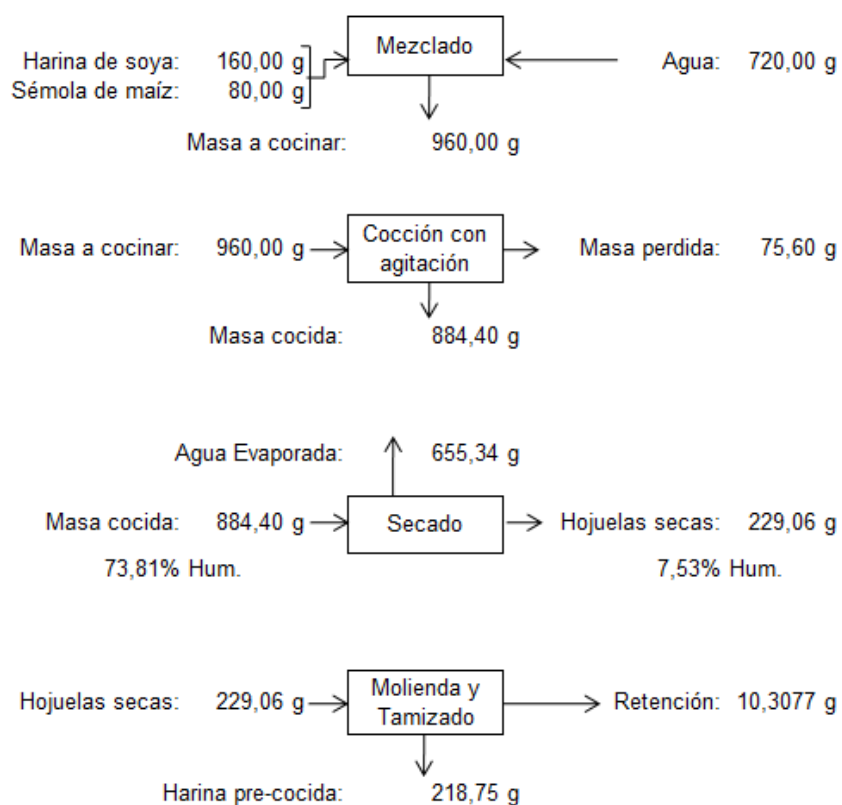 Mezclado
Harina de soya: 160,00 g
Sémola de maíz: 80,00 g
Agua: 720,00 g
Masa a cocinar: 960,00 g
Masa a cocinar: 960,00 g
Cocción con
agitación
Masa perdida: 75,60 g
Masa cocida: 884,40 g
Agua Evaporada: 655,34 g
Masa cocida: 884,40 g
Secado
Hojuelas secas: 229,06 g
73,81% Hum.
7,53% Hum.
Hojuelas secas: 229,06 g
Molienda y
Tamizado
Retención: 10,3077 g
Harina pre-cocida: 218,75 g